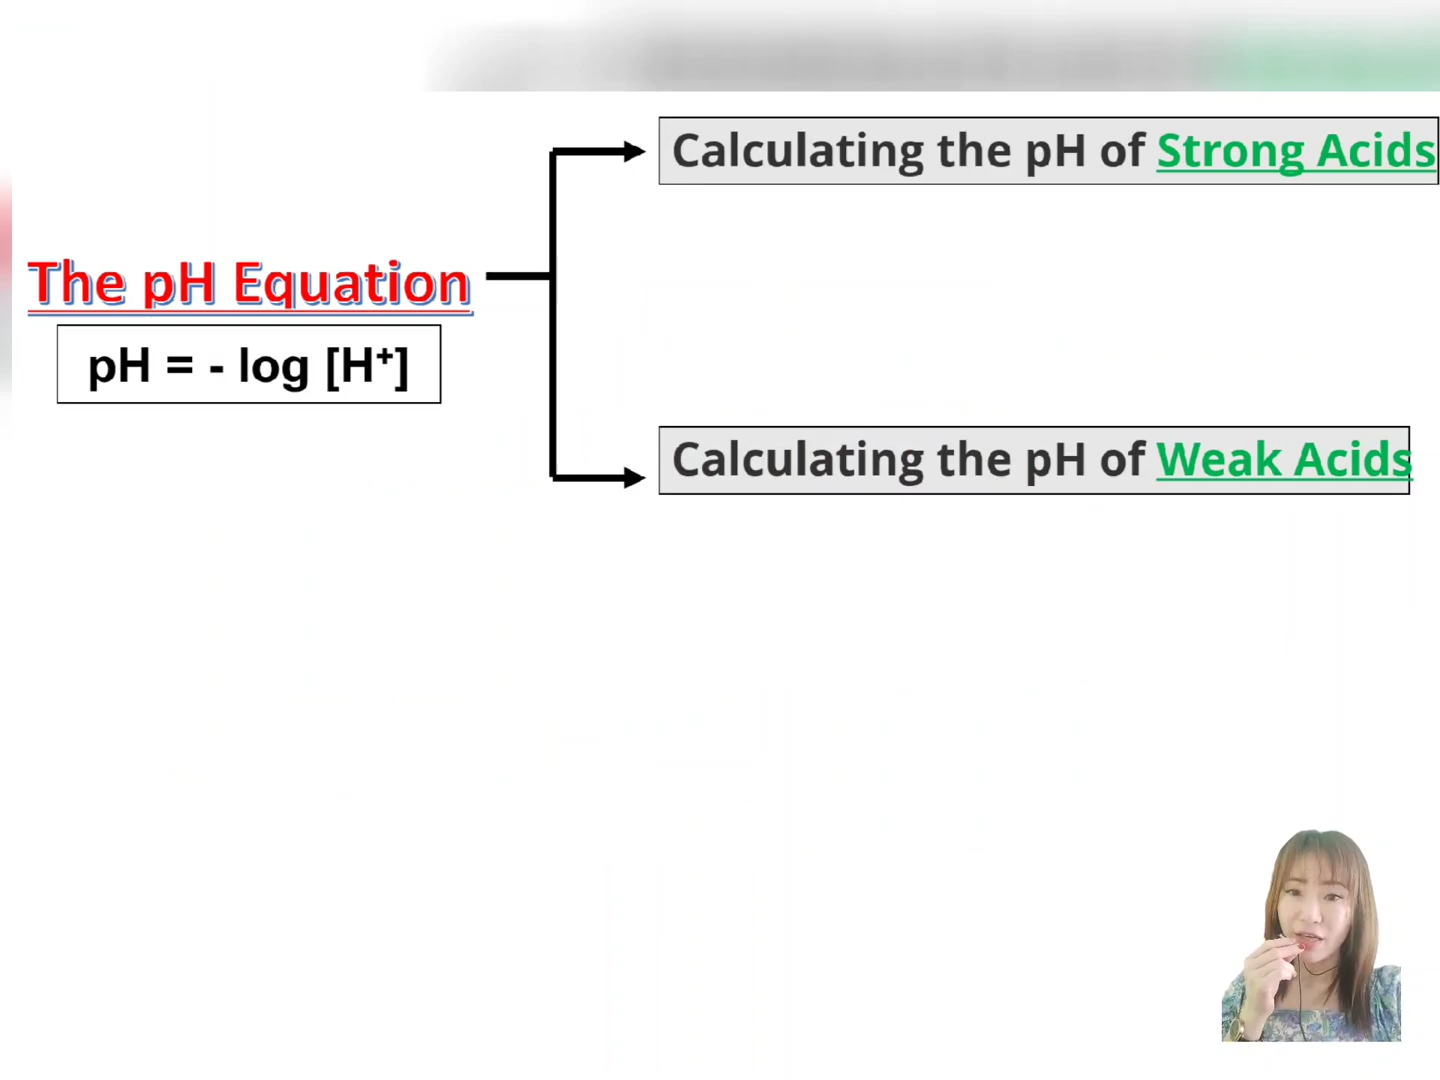 Calculating the pH of Strong Acids
The pH Equation
pH = - log [H⁺]
Calculating the pH of Weak Acids